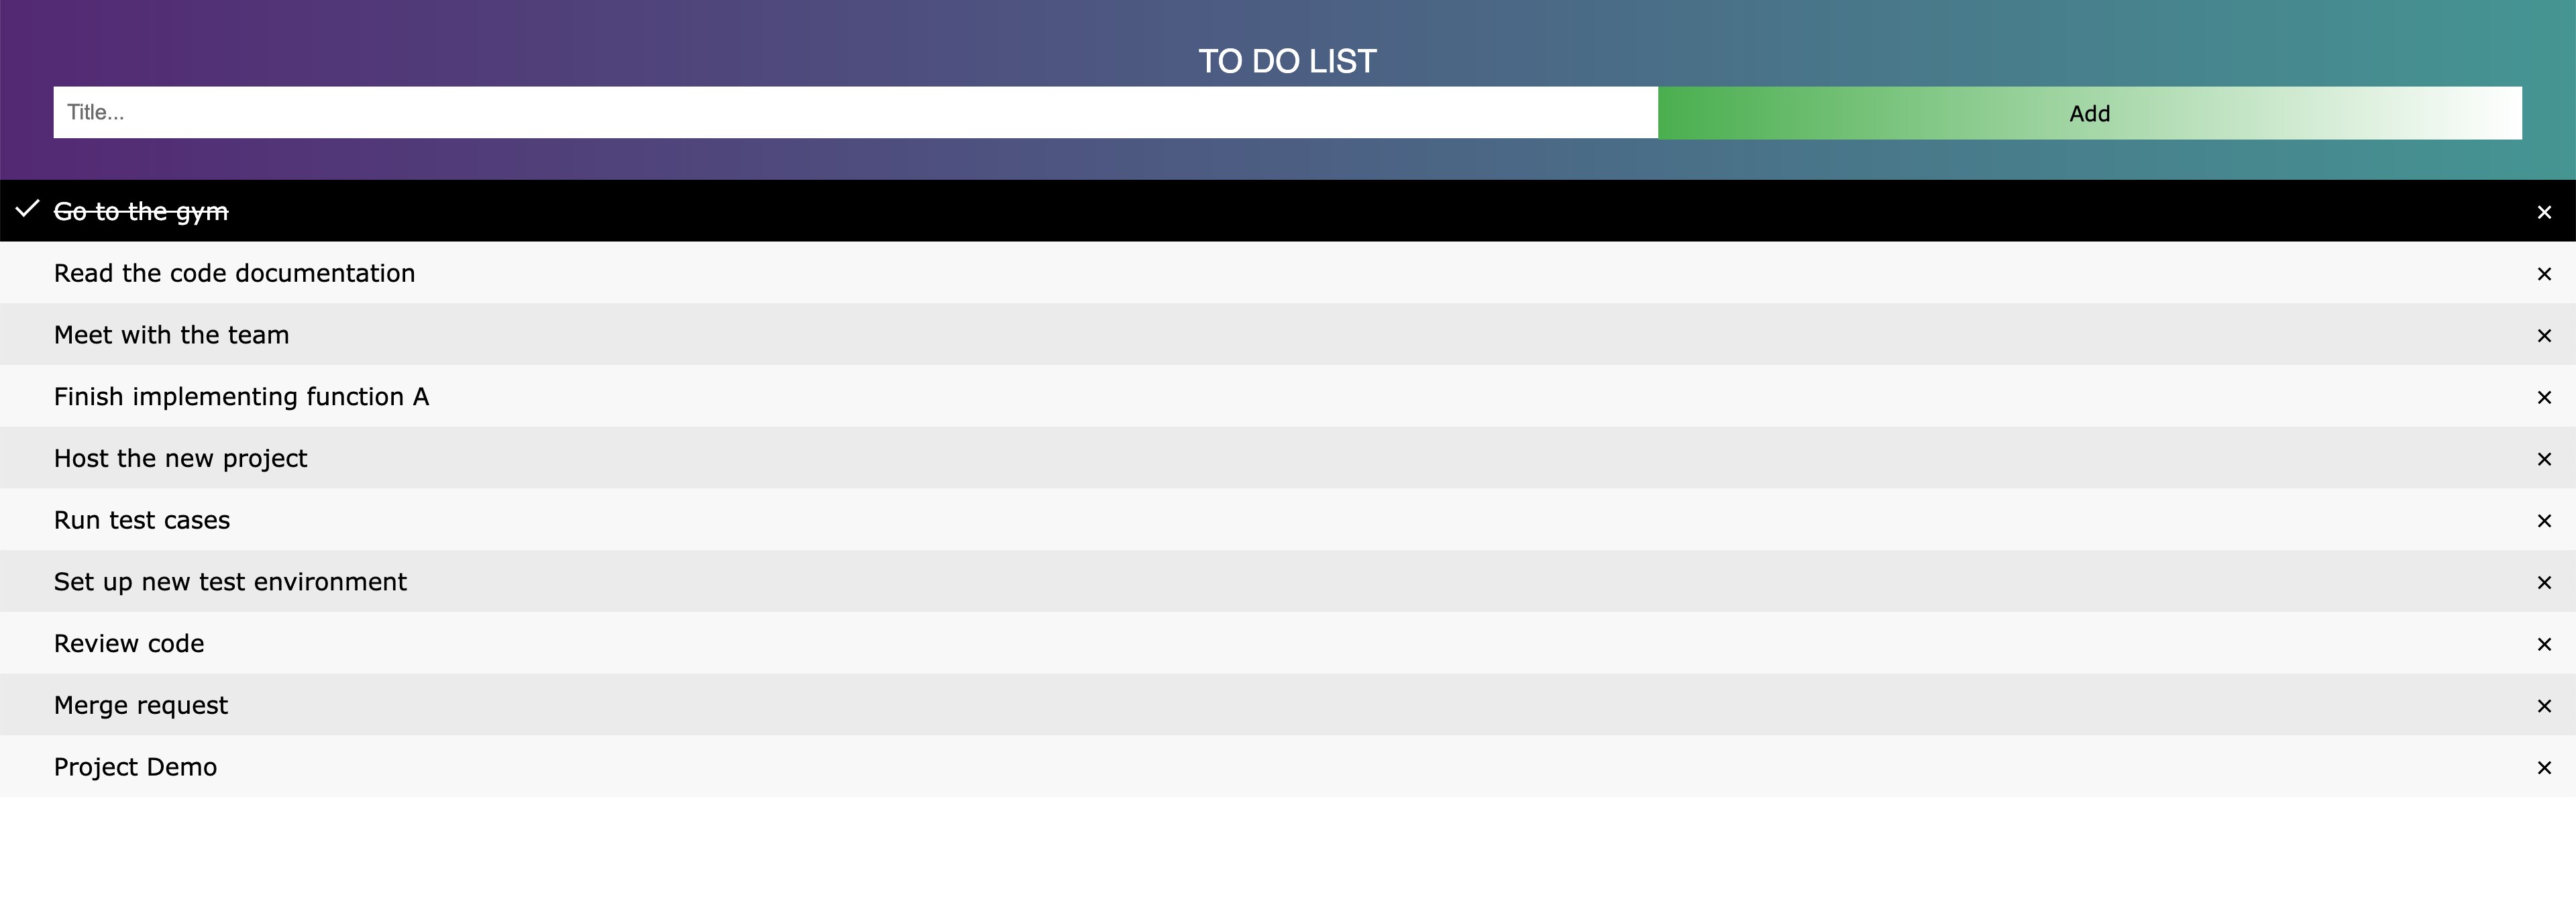 TO DO LIST
Title...
Add
Go to the gym
Read the code documentation
Meet with the team
Finish implementing function A
Host the new project
Run test cases
Set up new test environment
Review code
Merge request
Project Demo